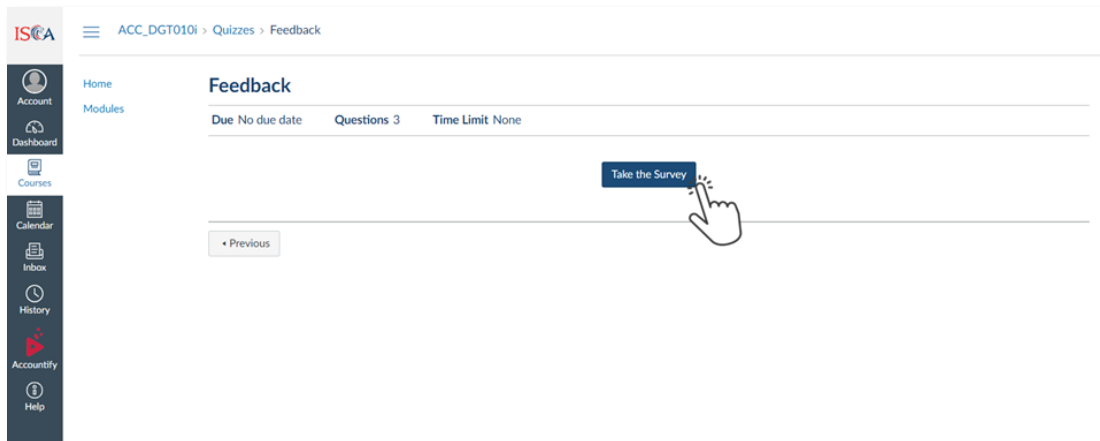 ISCA
ACC_DGT010i > Quizzes > Feedback
Account
Dashboard
Courses
Calendar
Inbox
History
Accountify
Help
Home
Modules
Feedback
Due No due date Questions 3 Time Limit None
Take the Survey
◂ Previous